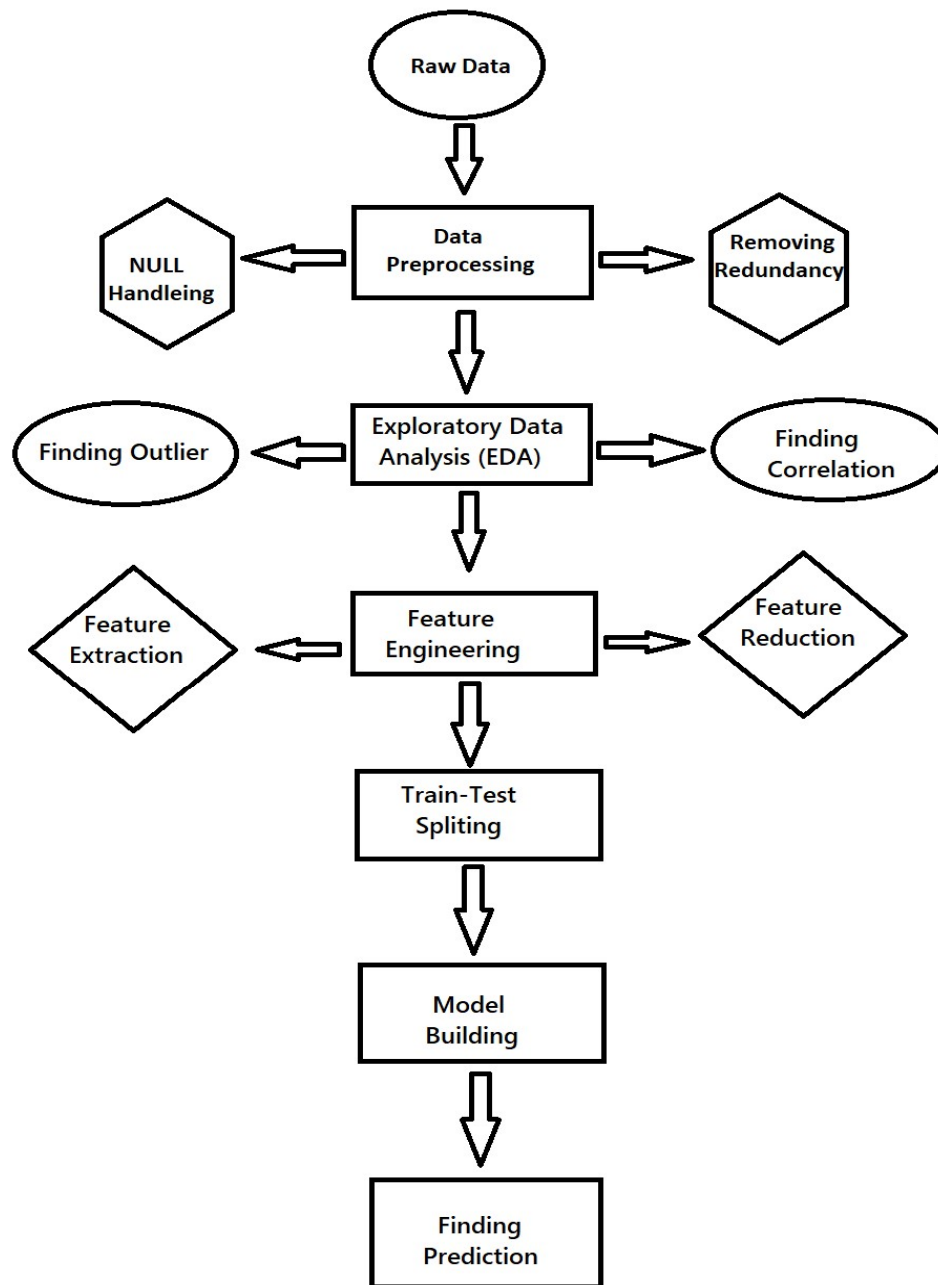 Raw Data
Data
Preprocessing
NULL
Handleing
Removing
Redundancy
Exploratory Data
Analysis (EDA)
Finding Outlier
Finding
Correlation
Feature
Engineering
Feature
Extraction
Feature
Reduction
Train-Test
Spliting
Model
Building
Finding
Prediction